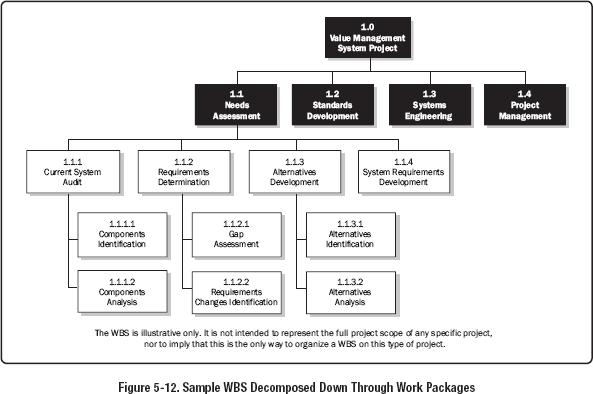 1.0
Value Management
System Project
1.1
Needs
Assessment
1.2
Standards
Development
1.3
Systems
Engineering
1.4
Project
Management
1.1.1
Current System
Audit
1.1.2
Requirements
Determination
1.1.3
Alternatives
Development
1.1.4
System Requirements
Development
1.1.1.1
Components
Identification
1.1.2.1
Gap
Assessment
1.1.3.1
Alternatives
Identification
1.1.1.2
Components
Analysis
1.1.2.2
Requirements
Changes Identification
1.1.3.2
Alternatives
Analysis
The WBS is illustrative only. It is not intended to represent the full project scope of any specific project,
nor to imply that this is the only way to organize a WBS on this type of project.
Figure 5-12. Sample WBS Decomposed Down Through Work Packages